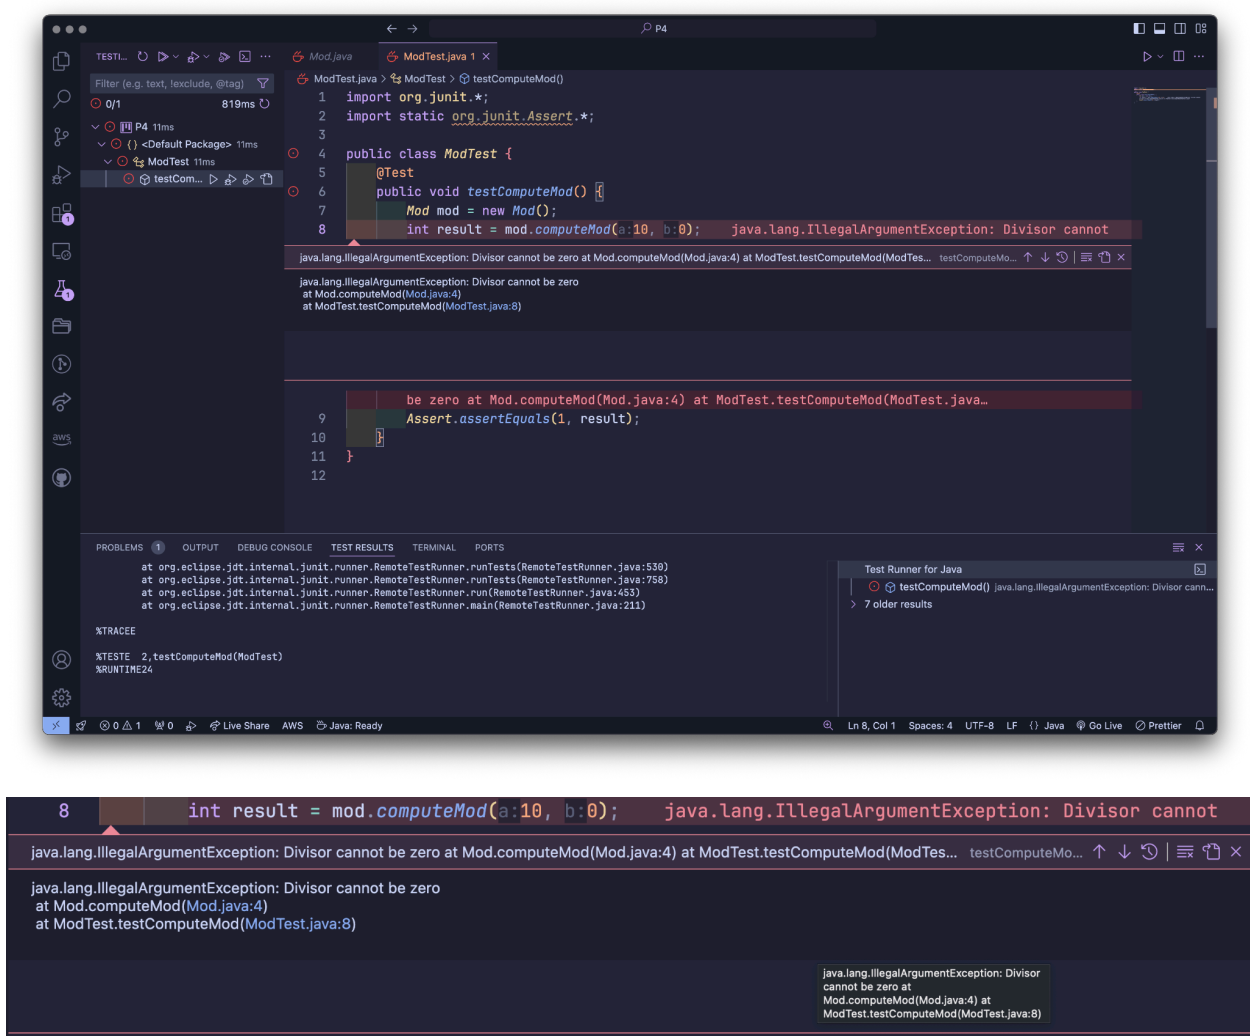 P4
TESTI...
Mod.java
ModTest.java 1
Filter (e.g. text, !exclude, @tag)
0/1
819ms
P4 11ms
<Default Package> 11ms
ModTest 11ms
testCom...
ModTest.java > ModTest > testComputeMod()
1 import org.junit.*;
2 import static org.junit.Assert.*;
3
4 public class ModTest {
5 @Test
6 public void testComputeMod() {
7 Mod mod = new Mod();
8 int result = mod.computeMod(a:10, b:0); java.lang.IllegalArgumentException: Divisor cannot
java.lang.IllegalArgumentException: Divisor cannot be zero at Mod.computeMod(Mod.java:4) at ModTest.testComputeMod(ModTes... testComputeMo...
java.lang.IllegalArgumentException: Divisor cannot be zero
at Mod.computeMod(Mod.java:4)
at ModTest.testComputeMod(ModTest.java:8)
be zero at Mod.computeMod(Mod.java:4) at ModTest.testComputeMod(ModTest.java…
9 Assert.assertEquals(1, result);
10 }
11 }
12
1
1
aws
PROBLEMS 1 OUTPUT DEBUG CONSOLE TEST RESULTS TERMINAL PORTS
at org.eclipse.jdt.internal.junit.runner.RemoteTestRunner.runTests(RemoteTestRunner.java:530)
at org.eclipse.jdt.internal.junit.runner.RemoteTestRunner.runTests(RemoteTestRunner.java:758)
at org.eclipse.jdt.internal.junit.runner.RemoteTestRunner.run(RemoteTestRunner.java:453)
at org.eclipse.jdt.internal.junit.runner.RemoteTestRunner.main(RemoteTestRunner.java:211)
%TRACEE
%TESTE 2,testComputeMod(ModTest)
%RUNTIME24
Test Runner for Java
testComputeMod() java.lang.IllegalArgumentException: Divisor cann...
7 older results
0 1 0 Live Share AWS Java: Ready
Ln 8, Col 1 Spaces: 4 UTF-8 LF {} Java Go Live Prettier
8 int result = mod.computeMod(a:10, b:0); java.lang.IllegalArgumentException: Divisor cannot
java.lang.IllegalArgumentException: Divisor cannot be zero at Mod.computeMod(Mod.java:4) at ModTest.testComputeMod(ModTes... testComputeMo...
java.lang.IllegalArgumentException: Divisor cannot be zero
at Mod.computeMod(Mod.java:4)
at ModTest.testComputeMod(ModTest.java:8)
java.lang.IllegalArgumentException: Divisor
cannot be zero at
Mod.computeMod(Mod.java:4) at
ModTest.testComputeMod(ModTest.java:8)